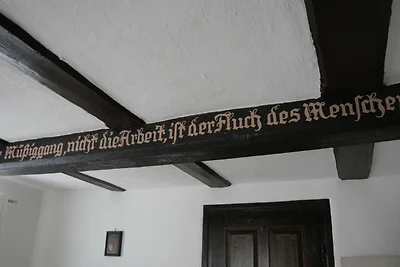 Müßiggang, nicht die Arbeit, ist der Fluch des Menschen